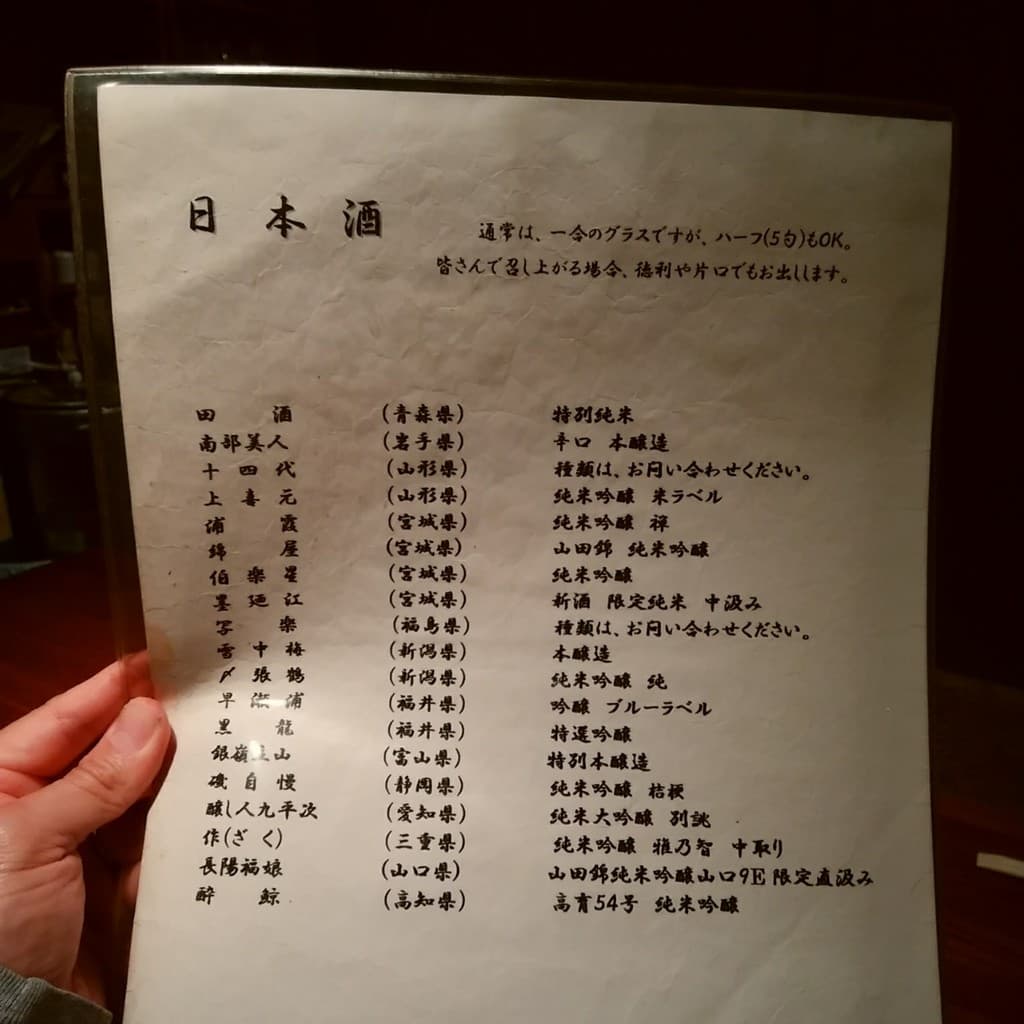 日本酒
通常は、一合のグラスですが、ハーフ(5勺)もOK。
皆さんで召し上がる場合、徳利や片口でもお出しします。
田酒 (青森県) 特別純米
南部美人 (岩手県) 辛口 本醸造
十四代 (山形県) 種類は、お問い合わせください。
上喜元 (山形県) 純米吟醸 米ラベル
浦霞 (宮城県) 純米吟醸 禅
綿屋 (宮城県) 山田錦 純米吟醸
伯楽星 (宮城県) 純米吟醸
墨廼江 (宮城県) 新酒 限定純米 中汲み
写楽 (福島県) 種類は、お問い合わせください。
雪中梅 (新潟県) 本醸造
〆張鶴 (新潟県) 純米吟醸 純
早瀬浦 (福井県) 吟醸 ブルーラベル
黒龍 (福井県) 特選吟醸
銀嶺立山 (富山県) 特別本醸造
磯自慢 (静岡県) 純米吟醸 桔梗
醸し人九平次 (愛知県) 純米大吟醸 別誂
作(ざく) (三重県) 純米吟醸 雅乃智 中取り
長陽福娘 (山口県) 山田錦純米吟醸山口9E 限定直汲み
酔鯨 (高知県) 高育54号 純米吟醸